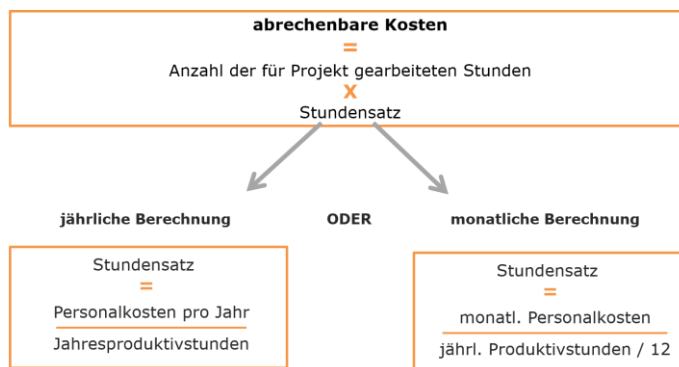 abrechenbare Kosten
=
Anzahl der für Projekt gearbeiteten Stunden
X
Stundensatz
jährliche Berechnung ODER monatliche Berechnung
Stundensatz
=
Personalkosten pro Jahr
Jahresproduktivstunden
Stundensatz
=
monatl. Personalkosten
jährl. Produktivstunden / 12